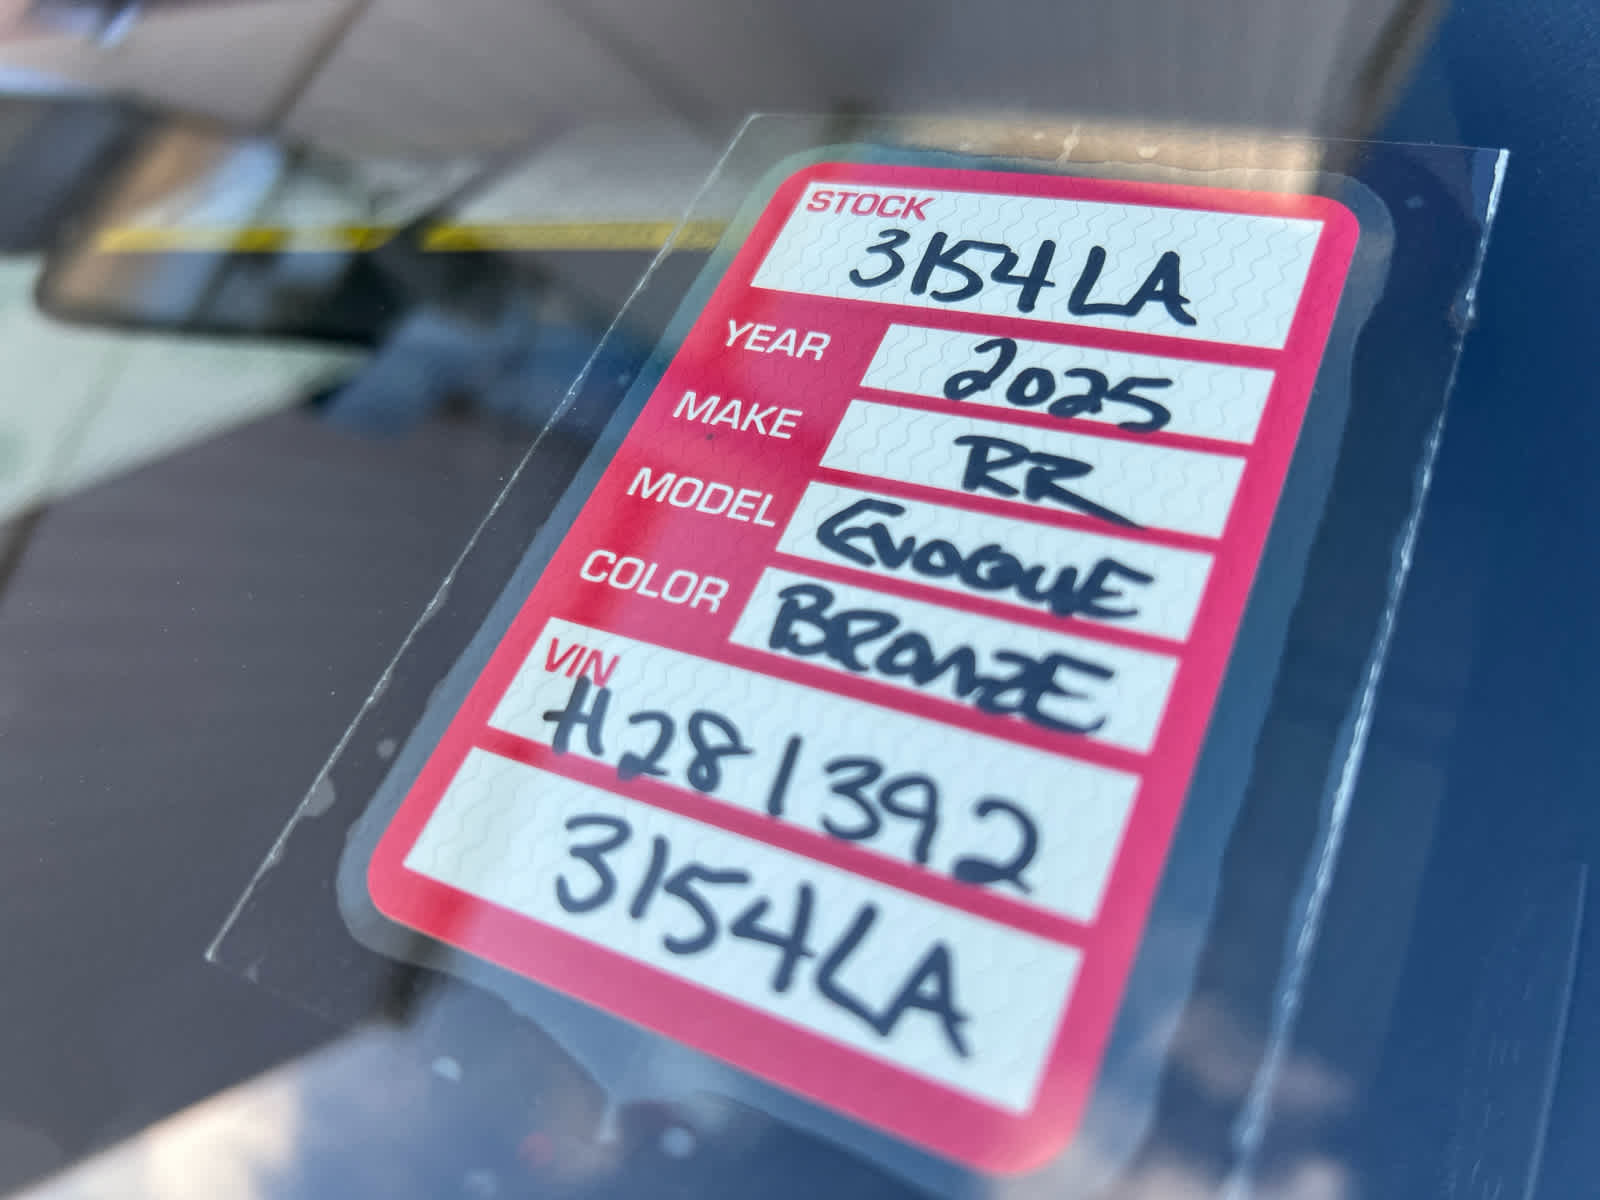 STOCK
3154LA
YEAR 2025
MAKE RR
MODEL EVOQUE
COLOR BRONZE
VIN
H281392
3154LA